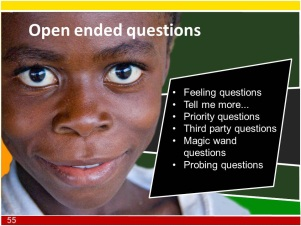 Open ended questions
• Feeling questions
• Tell me more...
• Priority questions
• Third party questions
• Magic wand
questions
• Probing questions
55